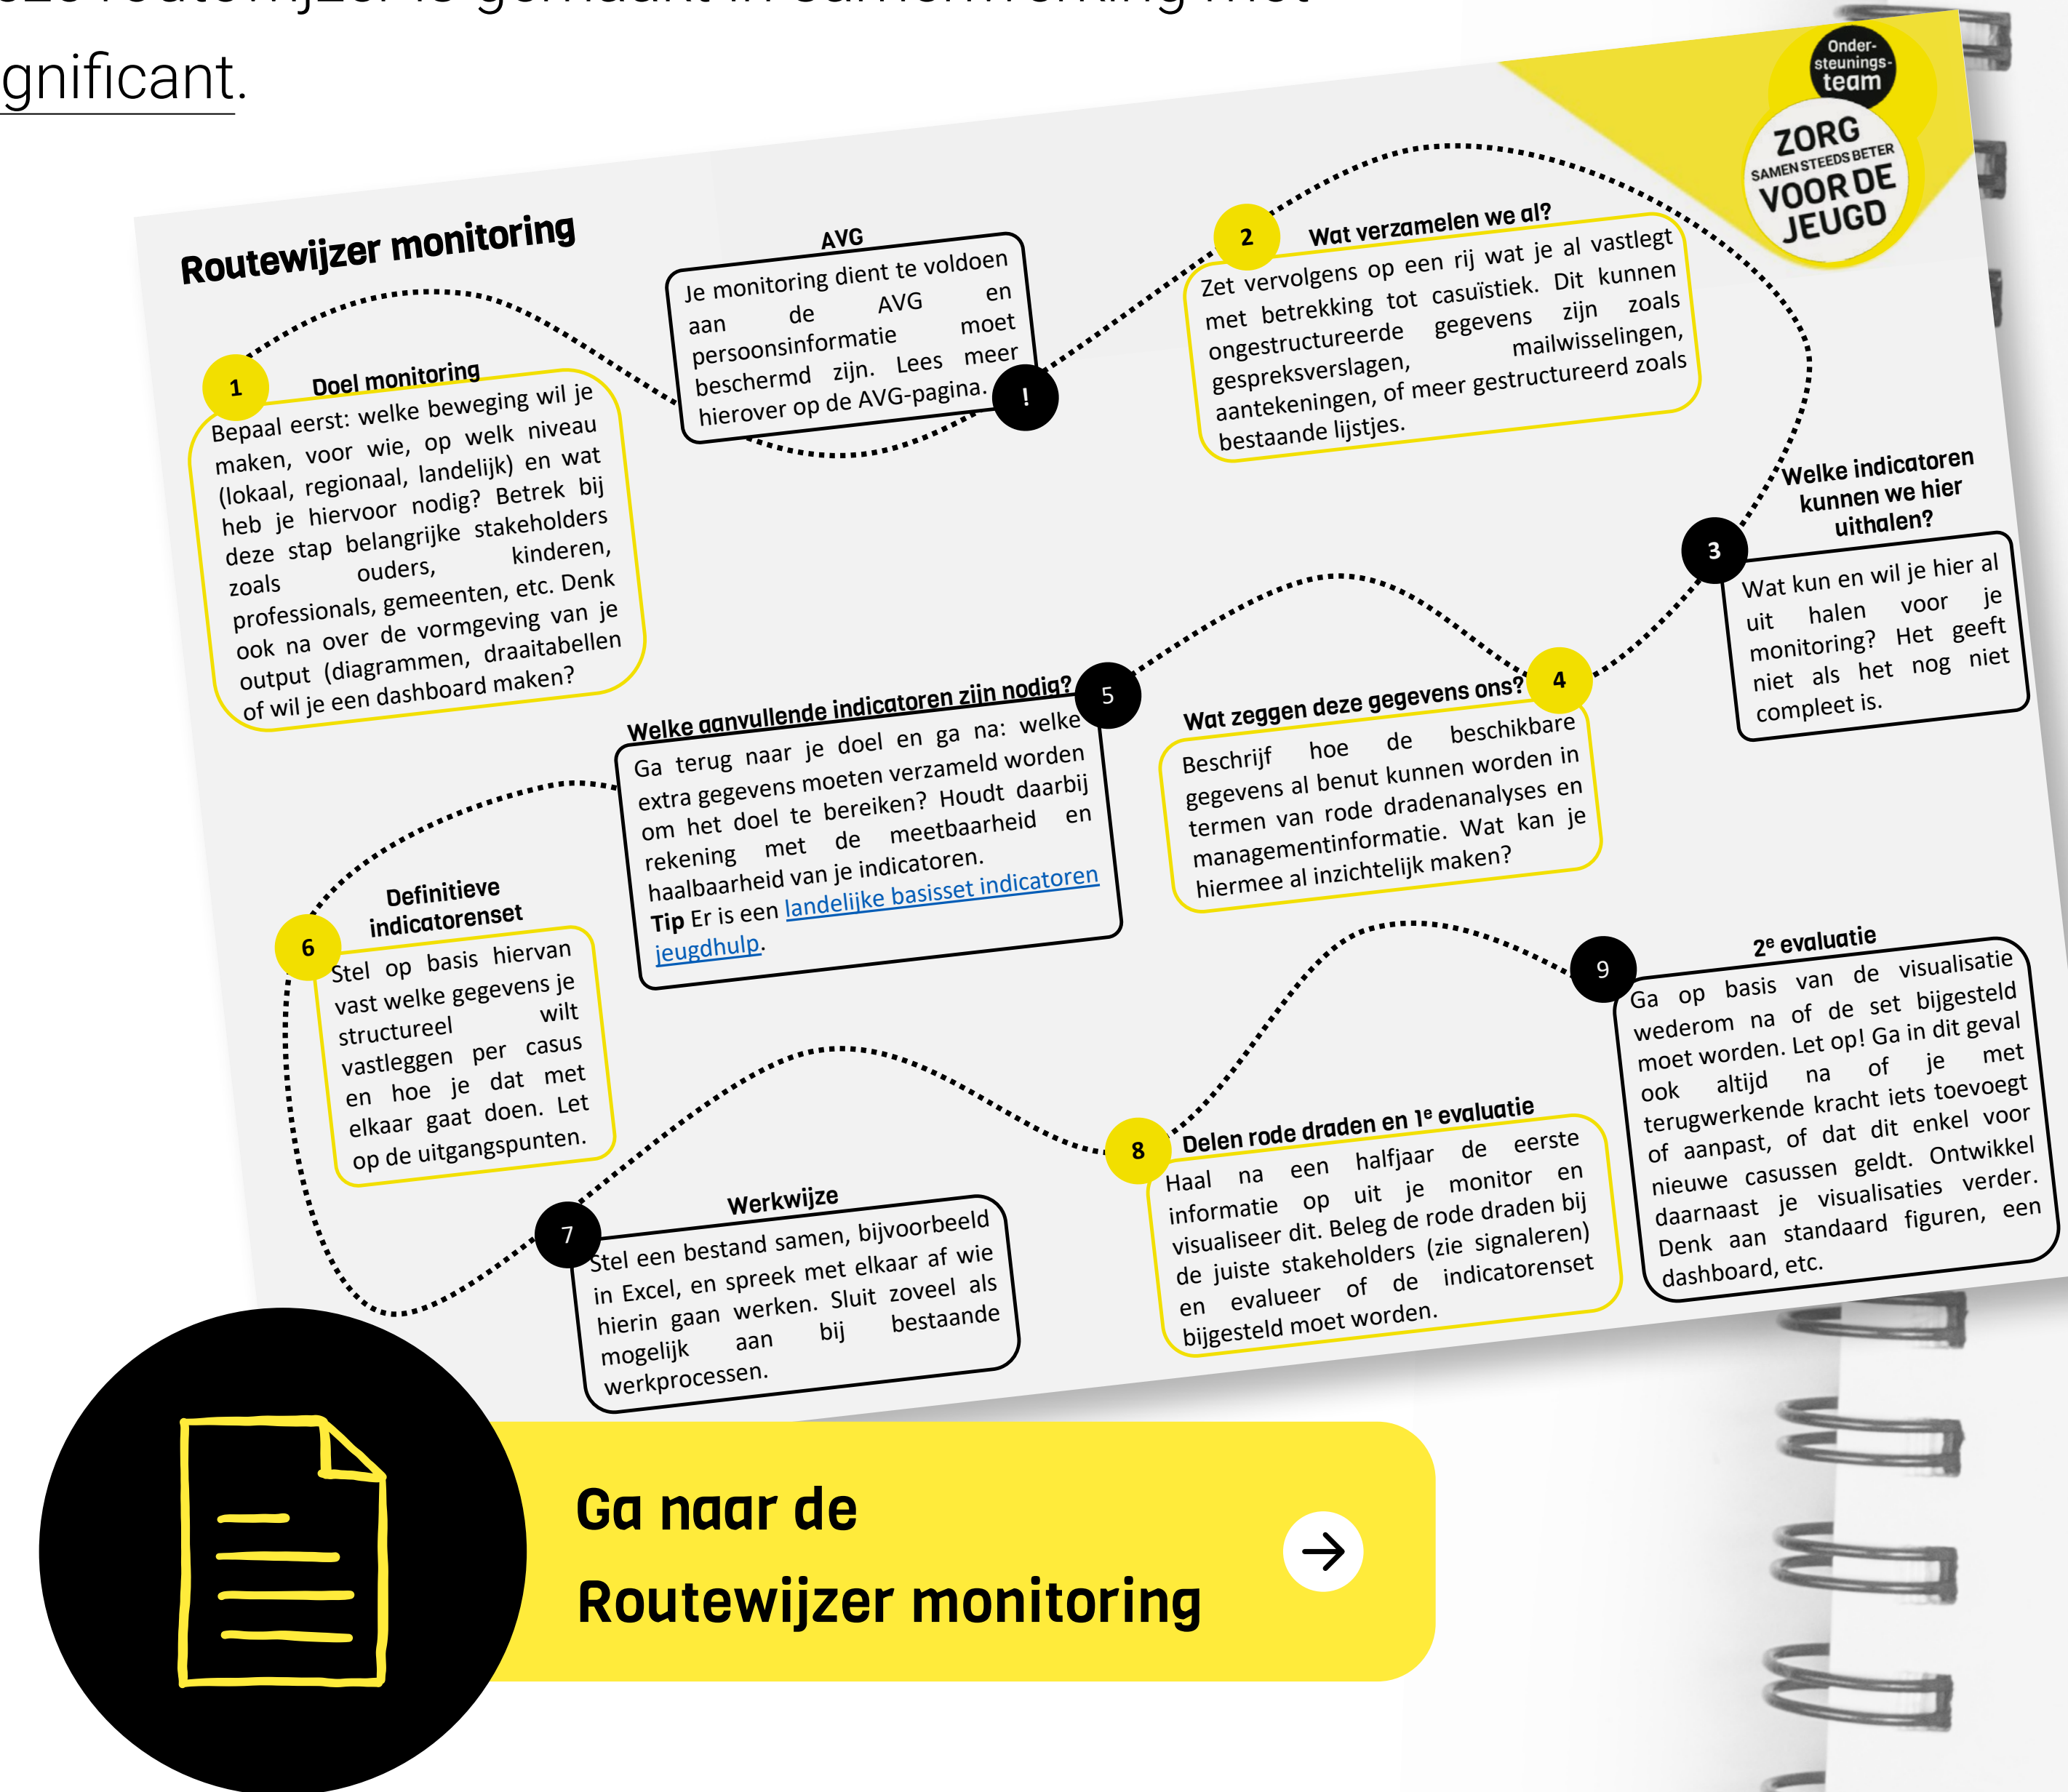 gnificant.
Onder-
steunings-
team
ZORG
SAMEN STEEDS BETER
VOOR DE
JEUGD
Routewijzer monitoring
1
Doel monitoring
Bepaal eerst: welke beweging wil je
maken, voor wie, op welk niveau
(lokaal, regionaal, landelijk) en wat
heb je hiervoor nodig? Betrek bij
deze stap belangrijke stakeholders
zoals ouders, kinderen,
professionals, gemeenten, etc. Denk
ook na over de vormgeving van je
output (diagrammen, draaitabellen
of wil je een dashboard maken?
AVG
Je monitoring dient te voldoen
aan de AVG en
persoonsinformatie moet
beschermd zijn. Lees meer
hierover op de AVG-pagina.
!
2
Wat verzamelen we al?
Zet vervolgens op een rij wat je al vastlegt
met betrekking tot casuïstiek. Dit kunnen
ongestructureerde gegevens zijn zoals
gespreksverslagen, mailwisselingen,
aantekeningen, of meer gestructureerd zoals
bestaande lijstjes.
3
Welke indicatoren
kunnen we hier
uithalen?
Wat kun en wil je hier al
uit halen voor je
monitoring? Het geeft
niet als het nog niet
compleet is.
4
Wat zeggen deze gegevens ons?
Beschrijf hoe de beschikbare
gegevens al benut kunnen worden in
termen van rode dradenanalyses en
managementinformatie. Wat kan je
hiermee al inzichtelijk maken?
5
Welke aanvullende indicatoren zijn nodig?
Ga terug naar je doel en ga na: welke
extra gegevens moeten verzameld worden
om het doel te bereiken? Houdt daarbij
rekening met de meetbaarheid en
haalbaarheid van je indicatoren.
Tip Er is een landelijke basisset indicatoren
jeugdhulp.
6
Definitieve
indicatorenset
Stel op basis hiervan
vast welke gegevens je
structureel wilt
vastleggen per casus
en hoe je dat met
elkaar gaat doen. Let
op de uitgangspunten.
7
Werkwijze
Stel een bestand samen, bijvoorbeeld
in Excel, en spreek met elkaar af wie
hierin gaan werken. Sluit zoveel als
mogelijk aan bij bestaande
werkprocessen.
8
Delen rode draden en 1e evaluatie
Haal na een halfjaar de eerste
informatie op uit je monitor en
visualiseer dit. Beleg de rode draden bij
de juiste stakeholders (zie signaleren)
en evalueer of de indicatorenset
bijgesteld moet worden.
9
2e evaluatie
Ga op basis van de visualisatie
wederom na of de set bijgesteld
moet worden. Let op! Ga in dit geval
ook altijd na of je met
terugwerkende kracht iets toevoegt
of aanpast, of dat dit enkel voor
nieuwe casussen geldt. Ontwikkel
daarnaast je visualisaties verder.
Denk aan standaard figuren, een
dashboard, etc.
Ga naar de
Routewijzer monitoring